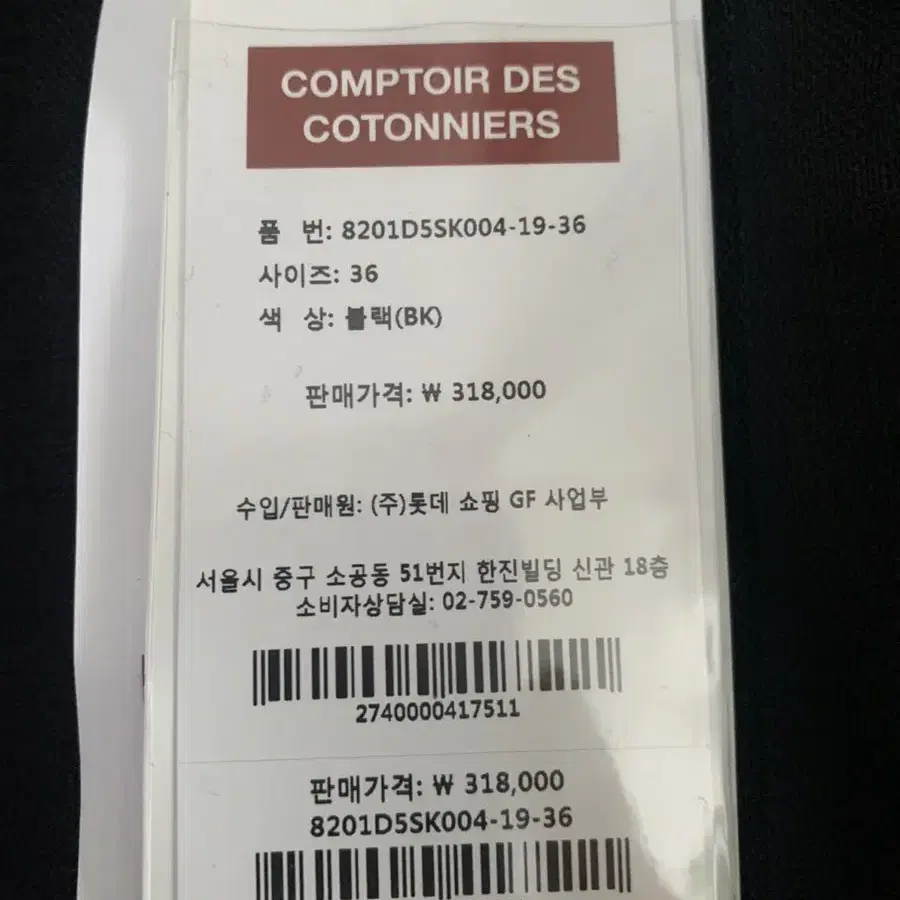 COMPTOIR DES
COTONNIERS
품 번: 8201D5SK004-19-36
사이즈: 36
색 상: 블랙(BK)
판매가격: ₩ 318,000
수입/판매원: (주)롯데 쇼핑 GF 사업부
서울시 중구 소공동 51번지 한진빌딩 신관 18층
소비자상담실: 02-759-0560
2740000417511
판매가격: ₩ 318,000
8201D5SK004-19-36